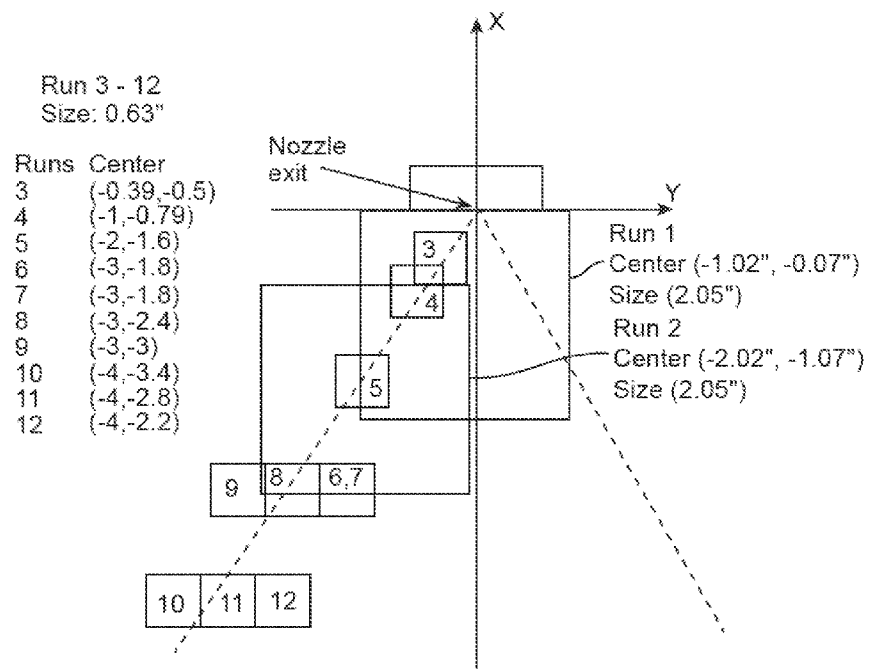 X
Run 3 - 12
Size: 0.63"
Nozzle
exit
Runs Center
3 (-0.39,-0.5)
4 (-1,-0.79)
5 (-2,-1.6)
6 (-3,-1.8)
7 (-3,-1.8)
8 (-3,-2.4)
9 (-3,-3)
10 (-4,-3.4)
11 (-4,-2.8)
12 (-4,-2.2)
Y
Run 1
Center (-1.02", -0.07")
Size (2.05")
Run 2
Center (-2.02", -1.07")
Size (2.05")
3
4
5
9 8 6,7
10 11 12